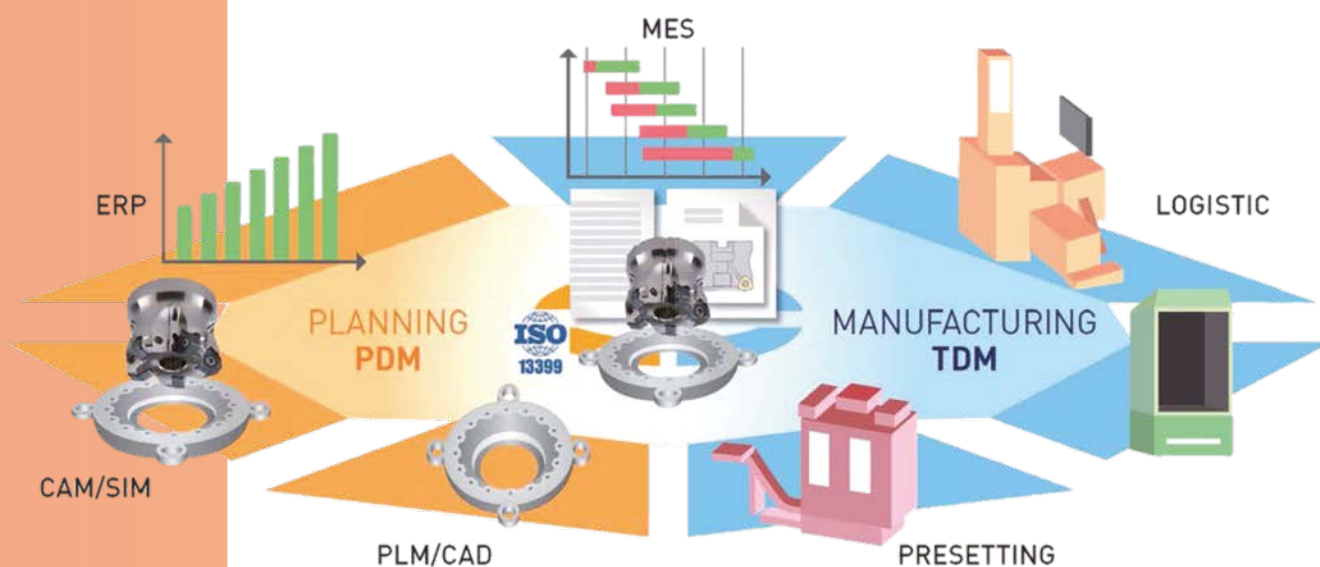 MES
ERP
LOGISTIC
PLANNING
PDM
ISO
13399
MANUFACTURING
TDM
CAM/SIM
PLM/CAD
PRESETTING